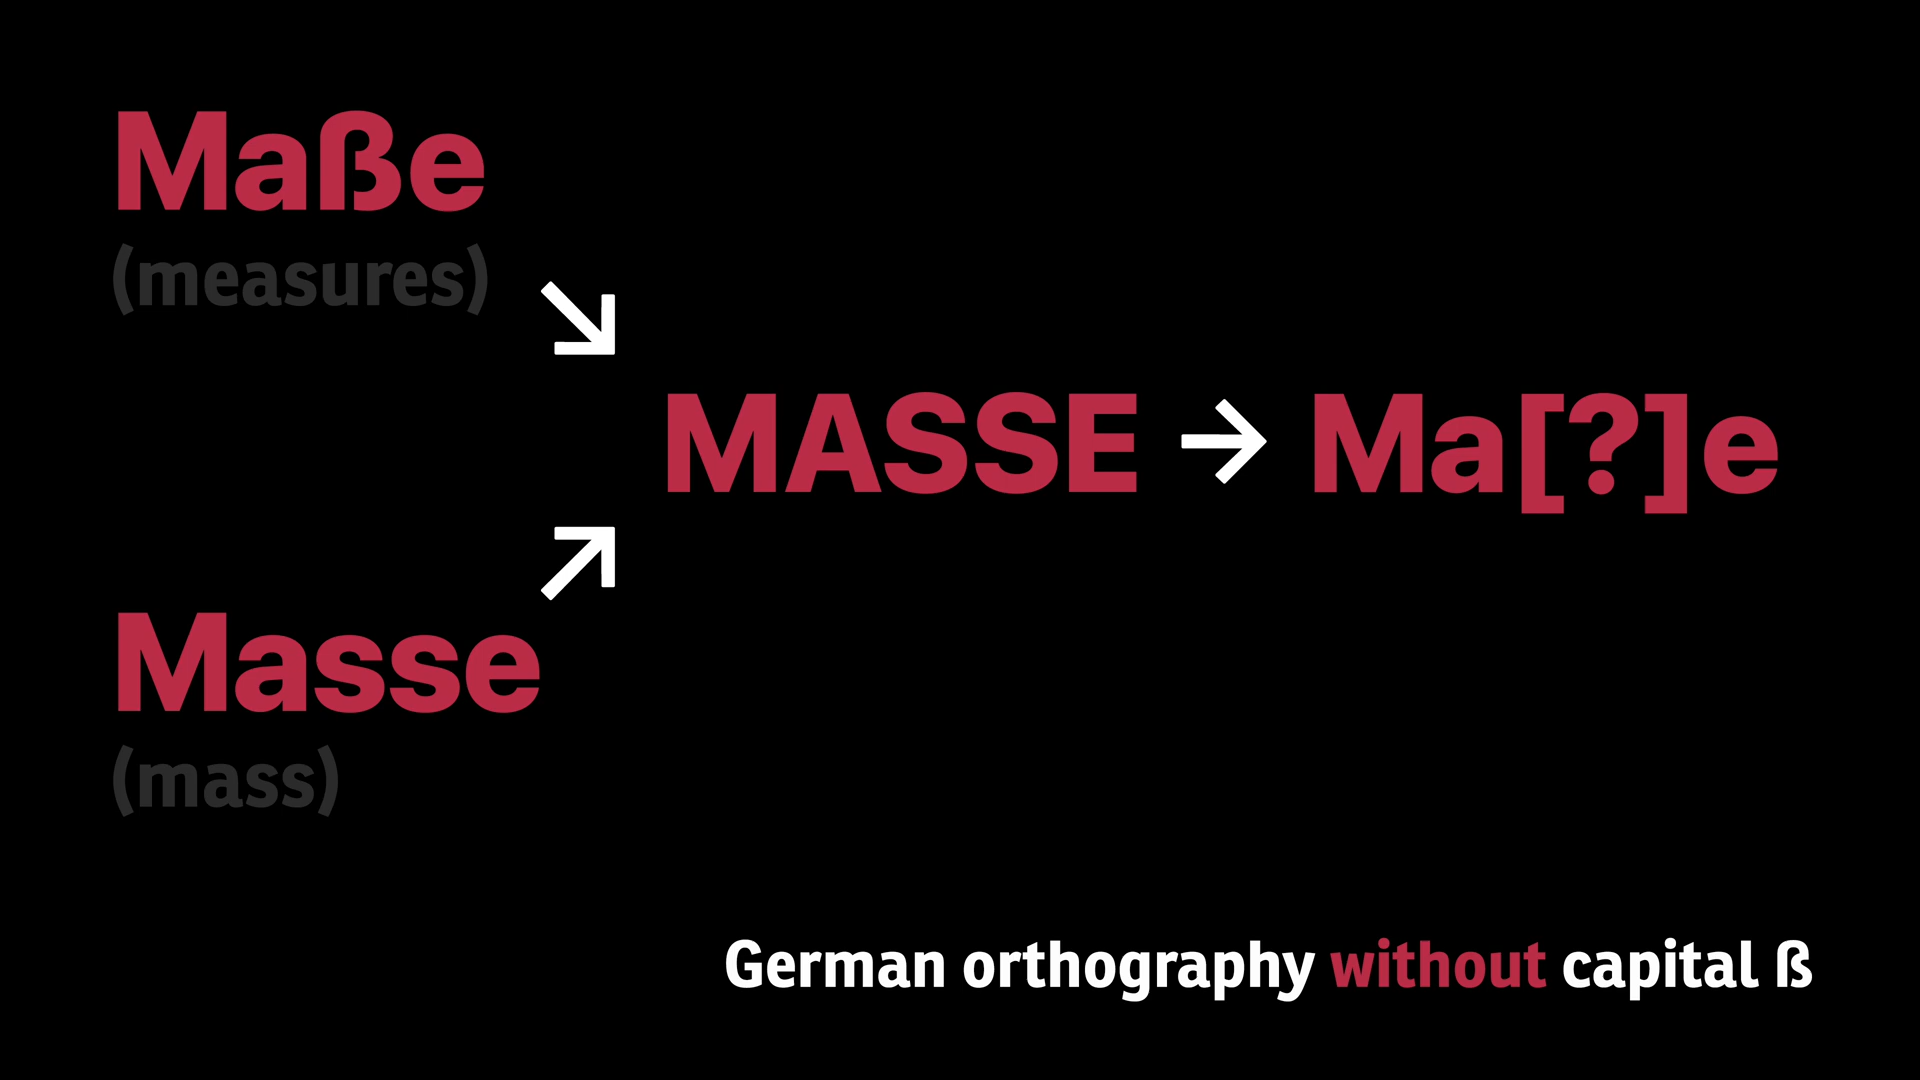 Maße
(measures)
MASSE → Ma[?]e
Masse
(mass)
German orthography without capital ß